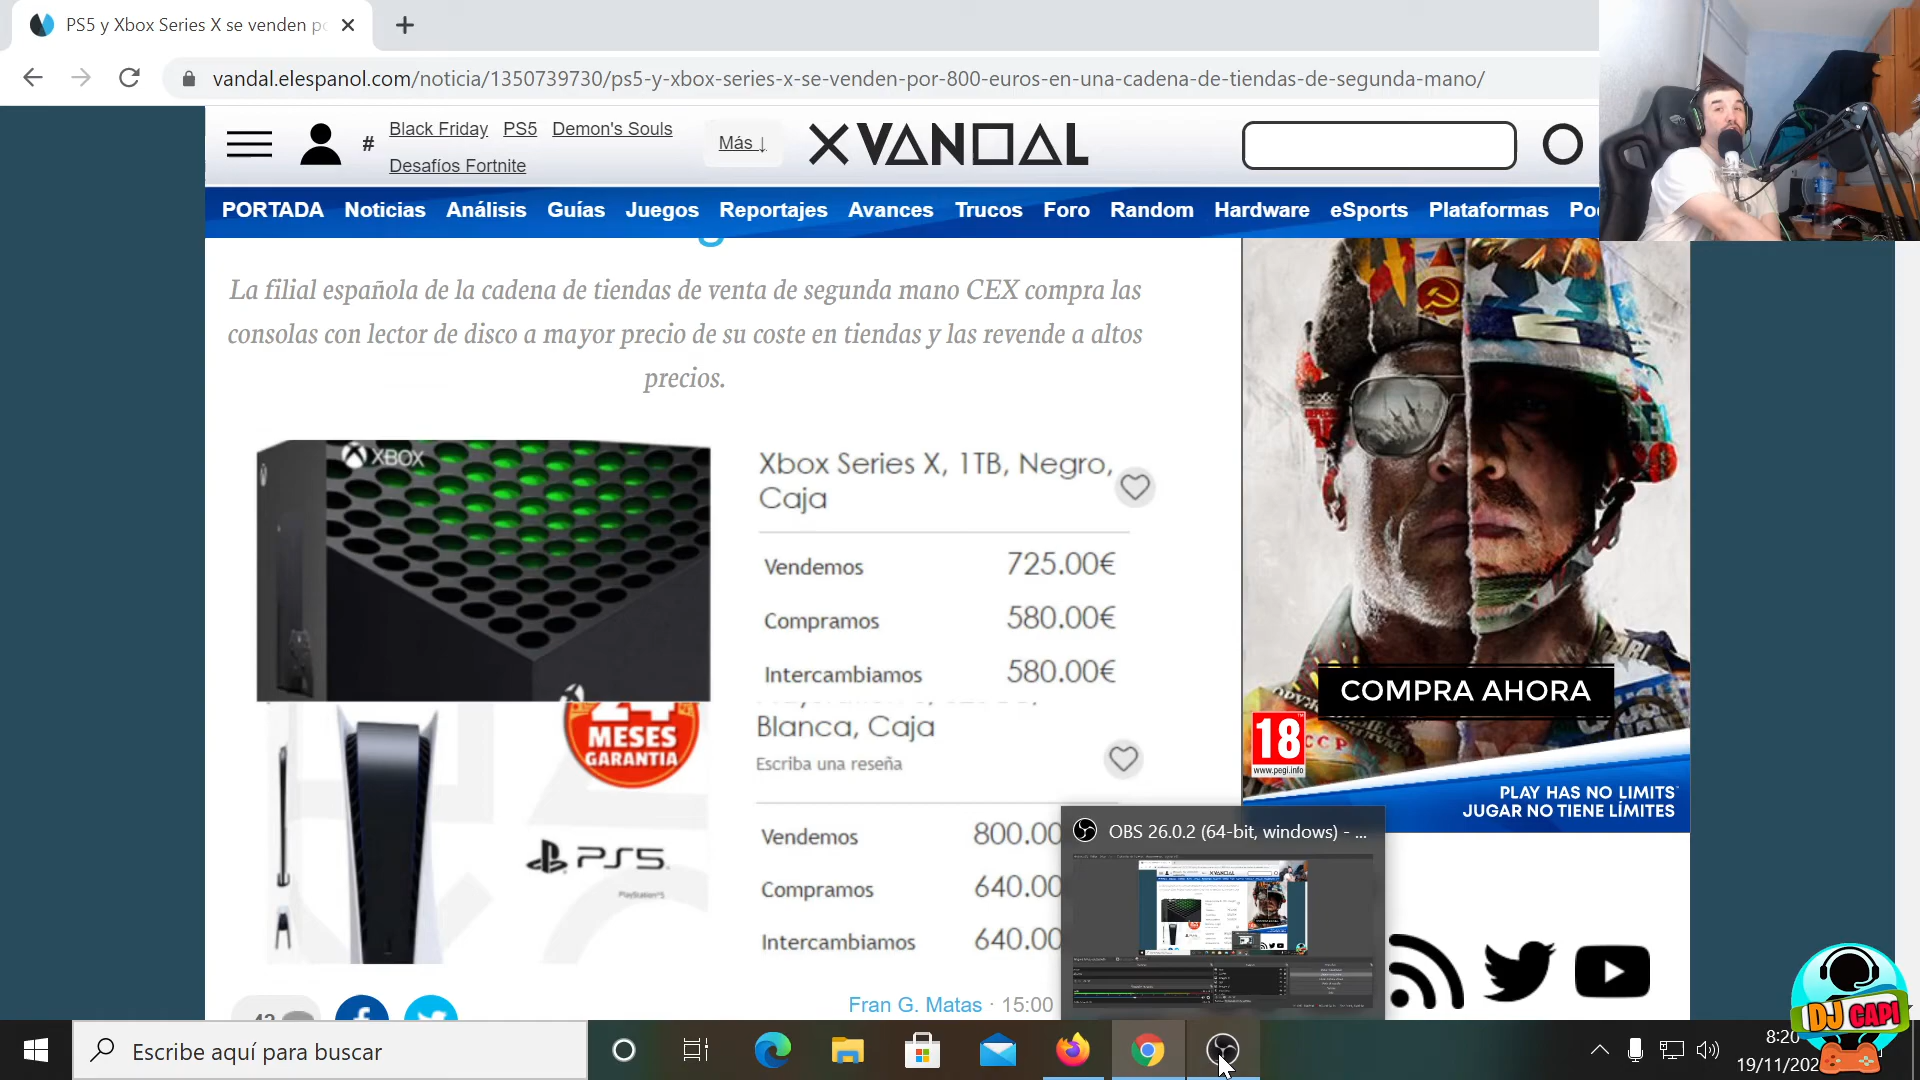 PS5 y Xbox Series X se venden po
vandal.elespanol.com/noticia/1350739730/ps5-y-xbox-series-x-se-venden-por-800-euros-en-una-cadena-de-tiendas-de-segunda-mano/
# Black Friday PS5 Demon's Souls
Desafíos Fortnite
Más ↓
VANDAL
PORTADA Noticias Análisis Guías Juegos Reportajes Avances Trucos Foro Random Hardware eSports Plataformas Po
La filial española de la cadena de tiendas de venta de segunda mano CEX compra las
consolas con lector de disco a mayor precio de su coste en tiendas y las revende a altos
precios.
XBOX
Xbox Series X, 1TB, Negro,
Caja
Vendemos 725.00€
Compramos 580.00€
Intercambiamos 580.00€
24
MESES
GARANTIA
PS5
PlayStation 5
Blanca, Caja
Escriba una reseña
Vendemos 800.00
Compramos 640.00
Intercambiamos 640.00
Fran G. Matas · 15:00
COMPRA AHORA
18
www.pegi.info
CCCP
PLAY HAS NO LIMITS
JUGAR NO TIENE LÍMITES
OBS 26.0.2 (64-bit, windows) - ...
DJ CAPI
Escribe aquí para buscar
8:20
19/11/202